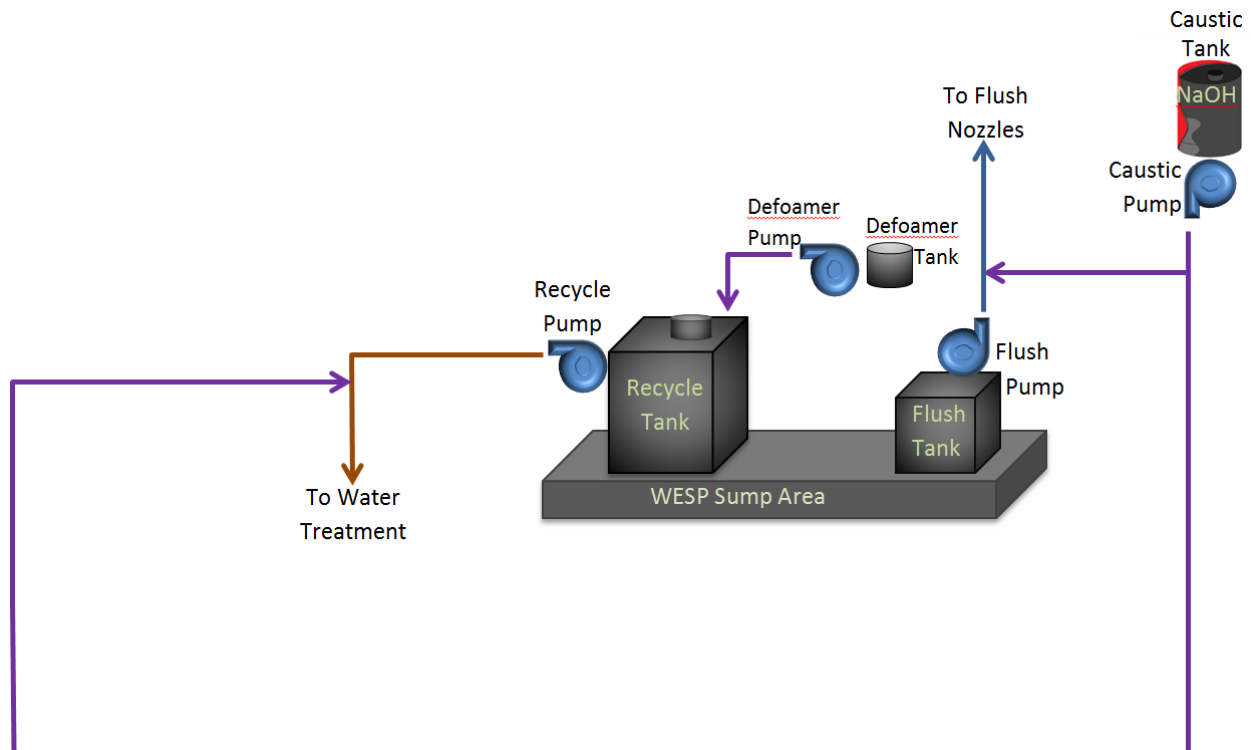 Caustic
Tank
NaOH
To Flush
Nozzles
Caustic
Pump
Defoamer
Pump
Defoamer
Tank
Recycle
Pump
Flush
Pump
Recycle
Tank
Flush
Tank
WESP Sump Area
To Water
Treatment